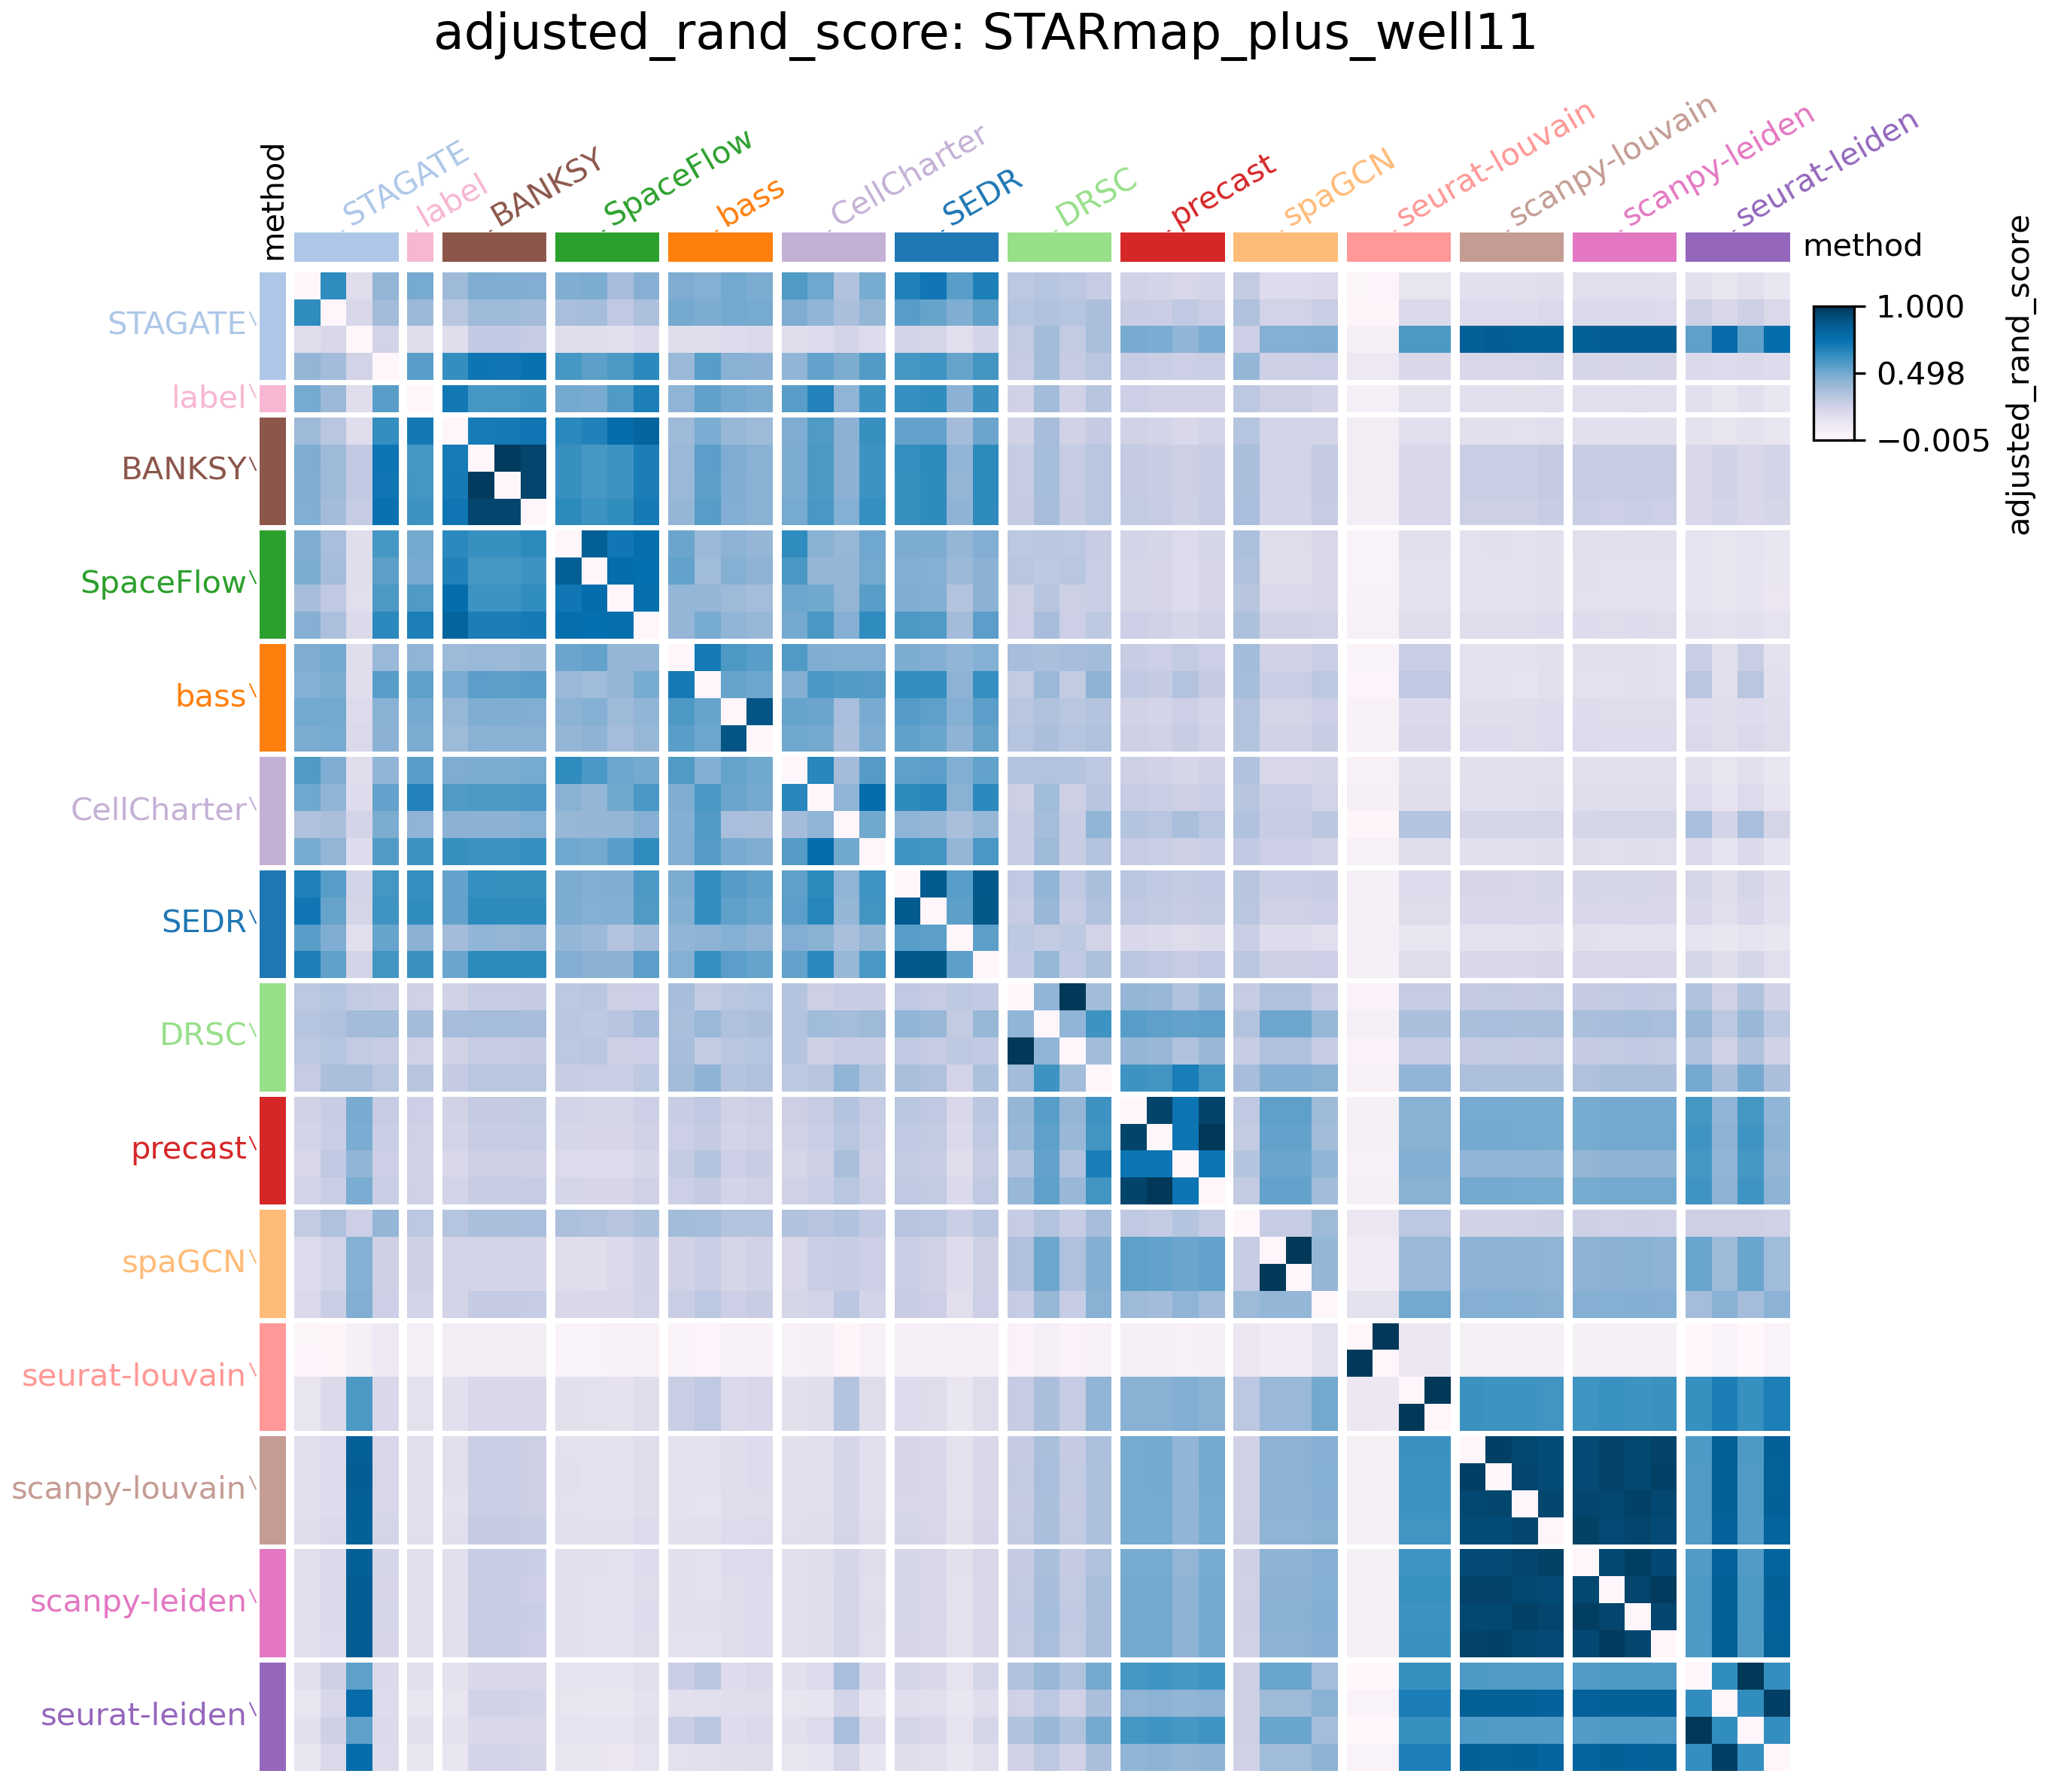 adjusted_rand_score: STARmap_plus_well11
method
STAGATE
label
BANKSY
SpaceFlow
bass
CellCharter
SEDR
DRSC
precast
spaGCN
seurat-louvain
scanpy-louvain
scanpy-leiden
seurat-leiden
method
adjusted_rand_score
1.000
0.498
−0.005
STAGATE
label
BANKSY
SpaceFlow
bass
CellCharter
SEDR
DRSC
precast
spaGCN
seurat-louvain
scanpy-louvain
scanpy-leiden
seurat-leiden